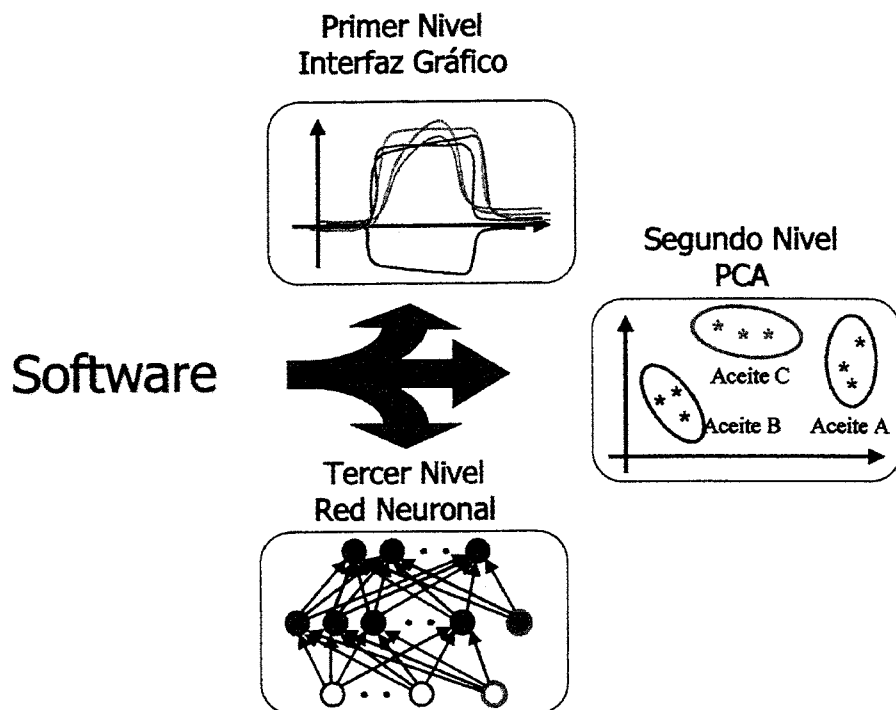 Primer Nivel
Interfaz Gráfico
Segundo Nivel
PCA
Aceite C
Aceite B
Aceite A
Software
Tercer Nivel
Red Neuronal